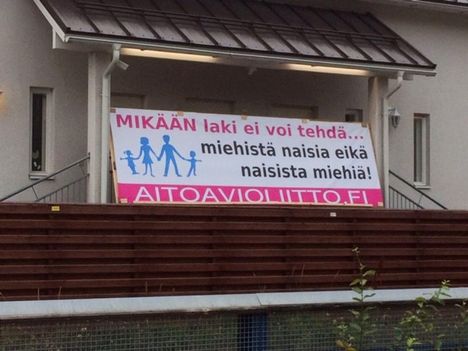 MIKÄÄN laki ei voi tehdä...
miehistä naisia eikä
naisista miehiä!
AITOAVIOLIITTO.FI